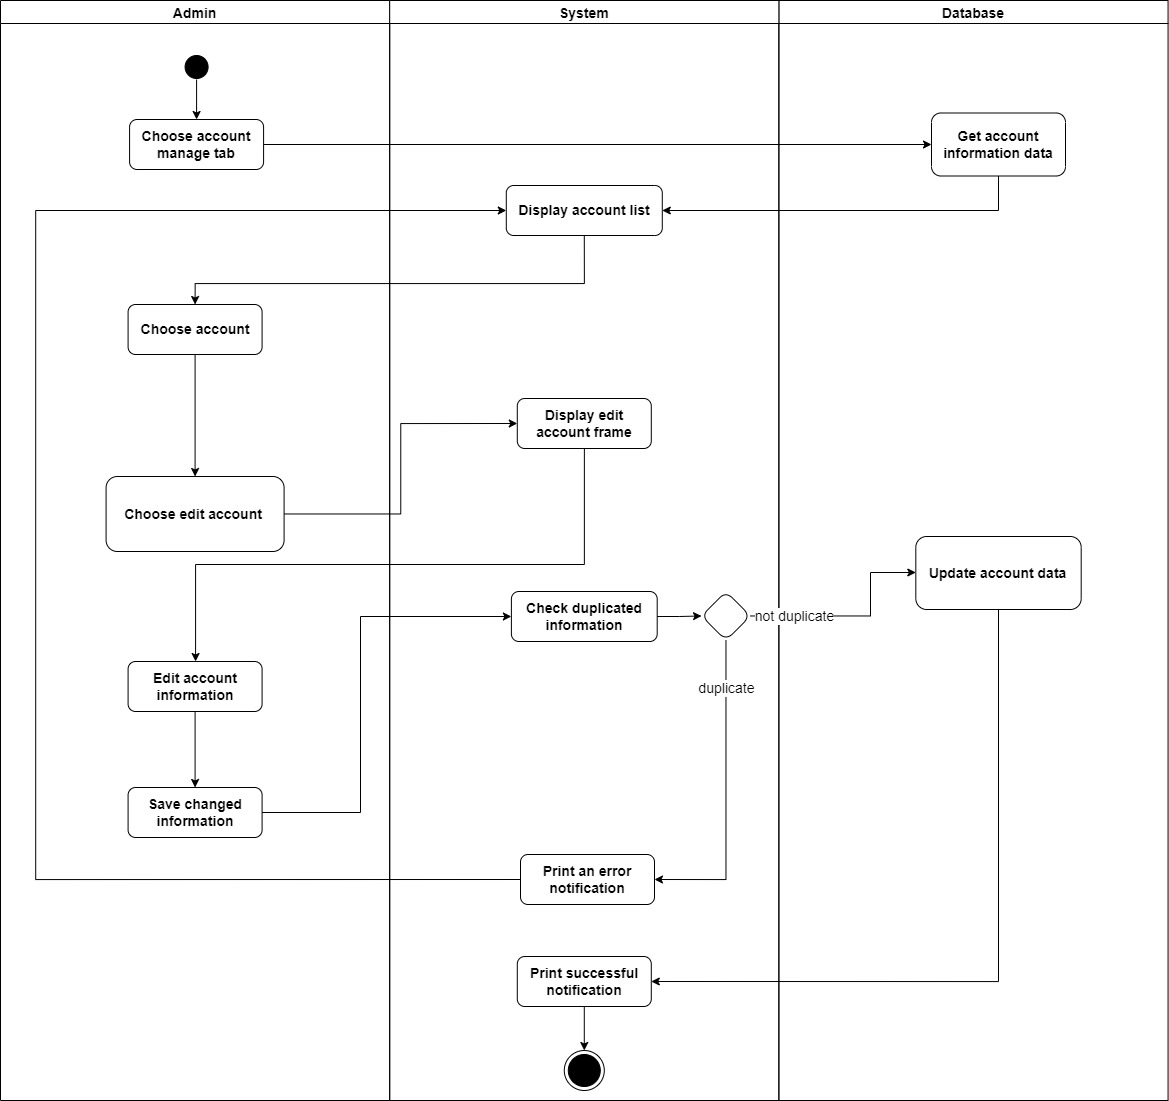 Admin
System
Database
Choose account
manage tab
Get account
information data
Display account list
Choose account
Display edit
account frame
Choose edit account
Update account data
Check duplicated
information
not duplicate
duplicate
Edit account
information
Save changed
information
Print an error
notification
Print successful
notification